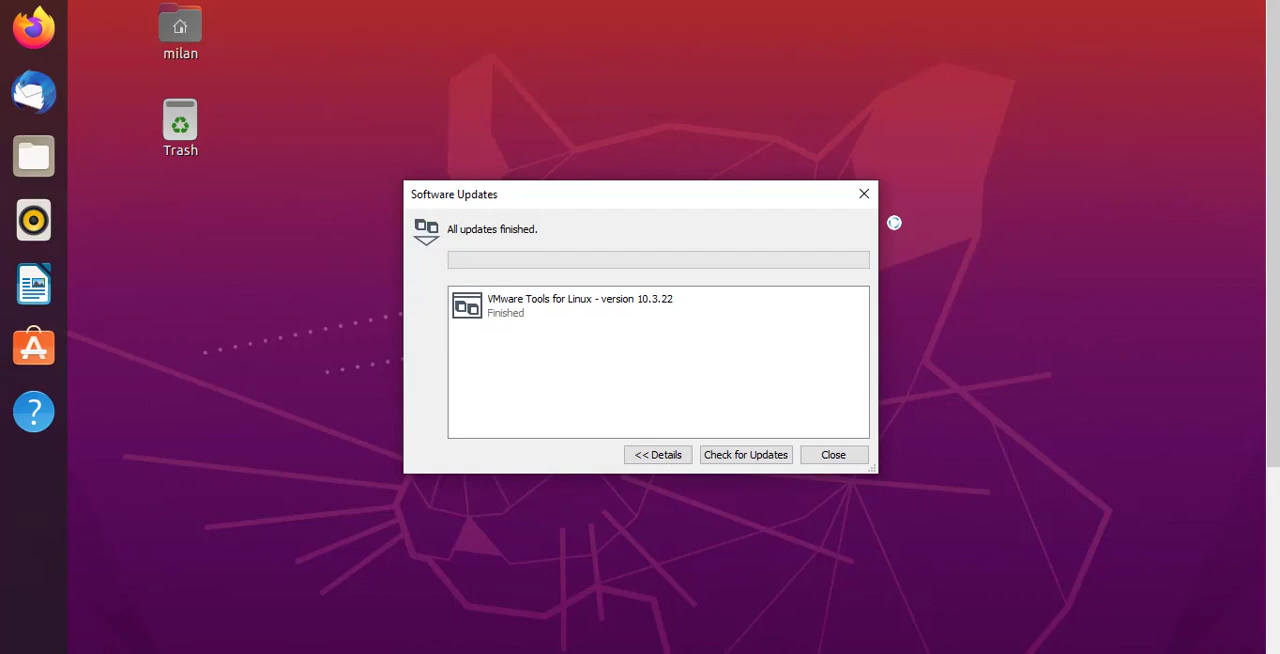 milan
Trash
Software Updates
All updates finished.
VMware Tools for Linux - version 10.3.22
Finished
<< Details
Check for Updates
Close